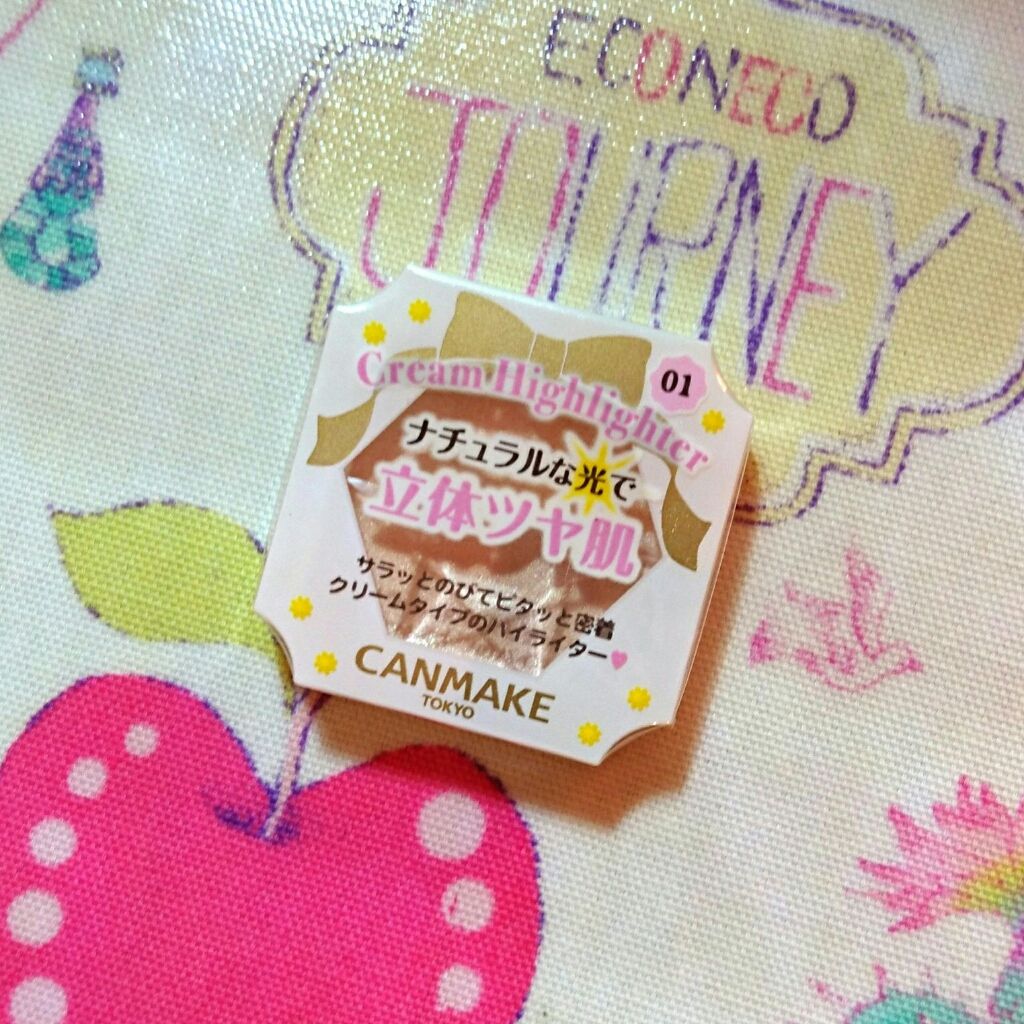 ECONECO
JOURNEY
Cream Highlighter
01
ナチュラルな光で
立体ツヤ肌
サラッとのびてピタッと密着
クリームタイプのハイライター
CANMAKE
TOKYO